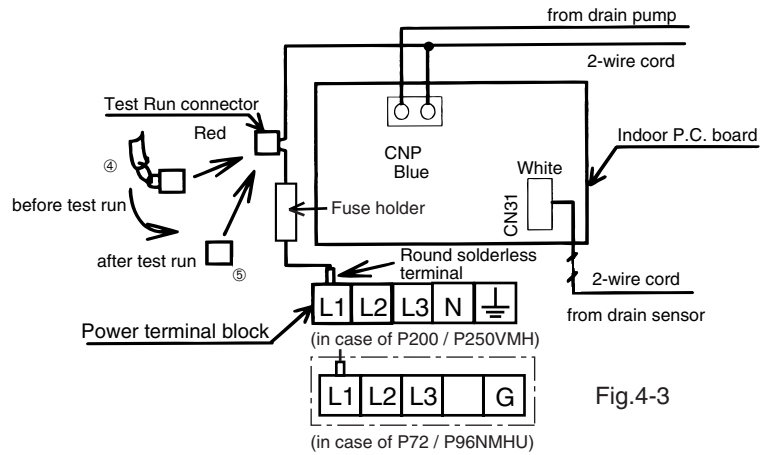 from drain pump
2-wire cord
Test Run connector
Red
Indoor P.C. board
CNP
Blue
White
CN31
④
before test run
Fuse holder
after test run
⑤
Round solderless
terminal
2-wire cord
from drain sensor
L1 L2 L3 N
Power terminal block
(in case of P200 / P250VMH)
L1 L2 L3 G
Fig.4-3
(in case of P72 / P96NMHU)